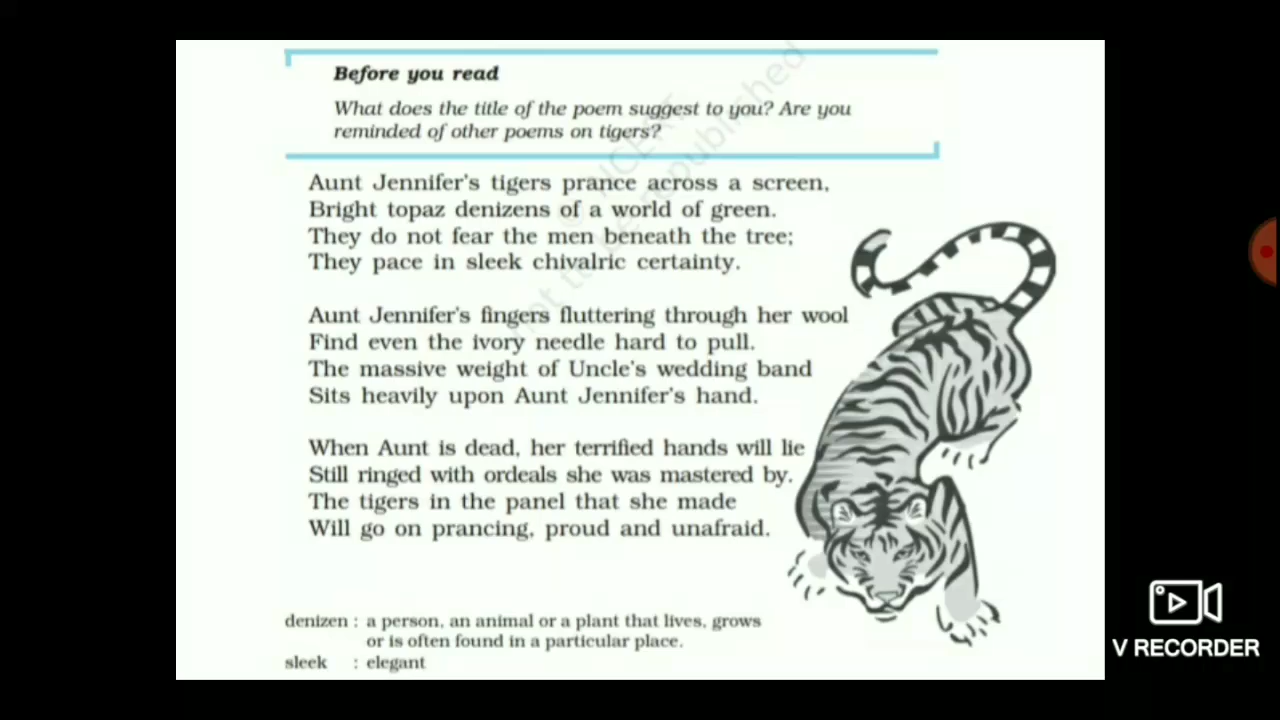 Before you read
What does the title of the poem suggest to you? Are you
reminded of other poems on tigers?
Aunt Jennifer's tigers prance across a screen,
Bright topaz denizens of a world of green.
They do not fear the men beneath the tree;
They pace in sleek chivalric certainty.
Aunt Jennifer's fingers fluttering through her wool
Find even the ivory needle hard to pull.
The massive weight of Uncle's wedding band
Sits heavily upon Aunt Jennifer's hand.
When Aunt is dead, her terrified hands will lie
Still ringed with ordeals she was mastered by.
The tigers in the panel that she made
Will go on prancing, proud and unafraid.
denizen : a person, an animal or a plant that lives, grows
or is often found in a particular place.
sleek : elegant
V RECORDER
© NCERT
not to be republished